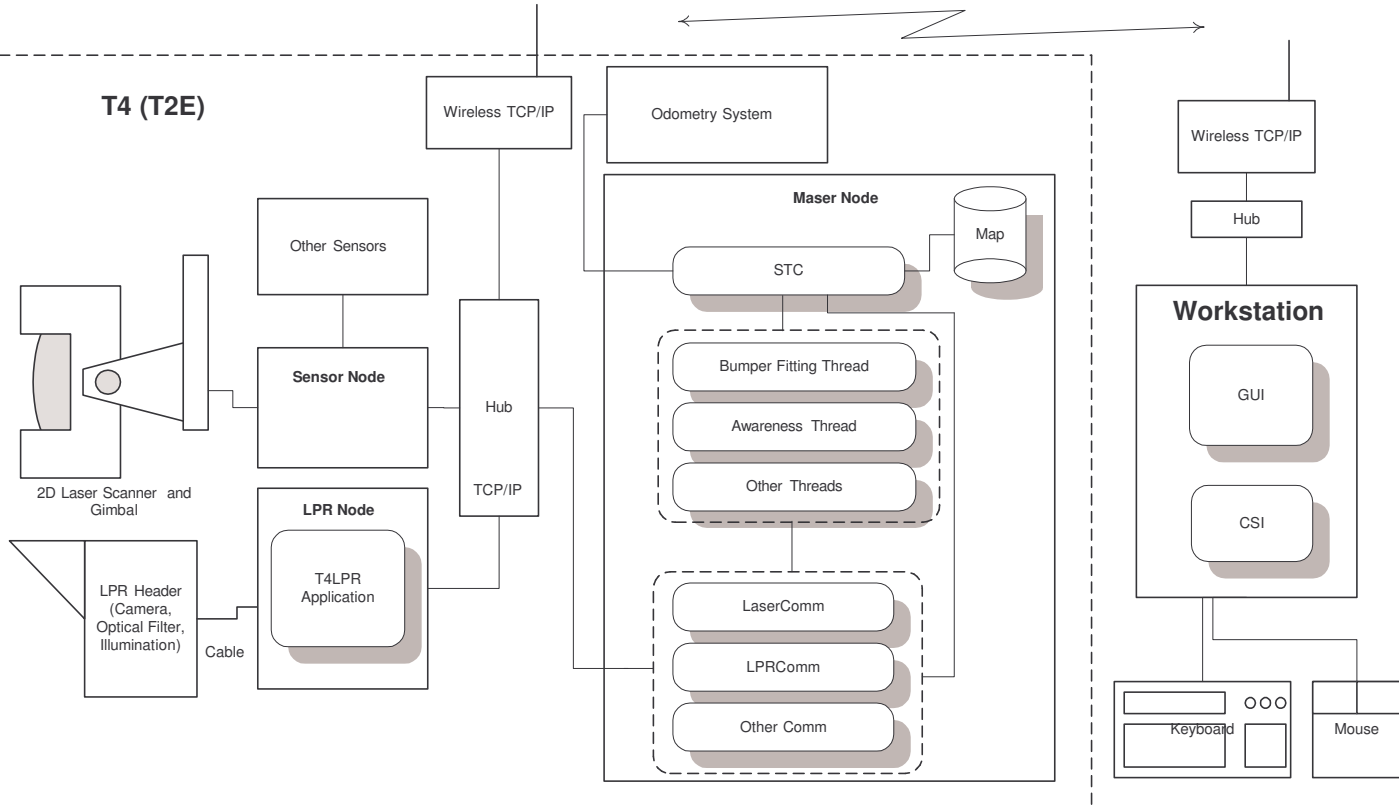 T4 (T2E)
Wireless TCP/IP
Odometry System
Wireless TCP/IP
Maser Node
Map
Hub
Other Sensors
STC
Workstation
Sensor Node
Bumper Fitting Thread
GUI
Hub
Awareness Thread
2D Laser Scanner and
Gimbal
TCP/IP
Other Threads
LPR Node
CSI
T4LPR
Application
LPR Header
(Camera,
Optical Filter,
Illumination)
Cable
LaserComm
LPRComm
Other Comm
Keyboard
Mouse